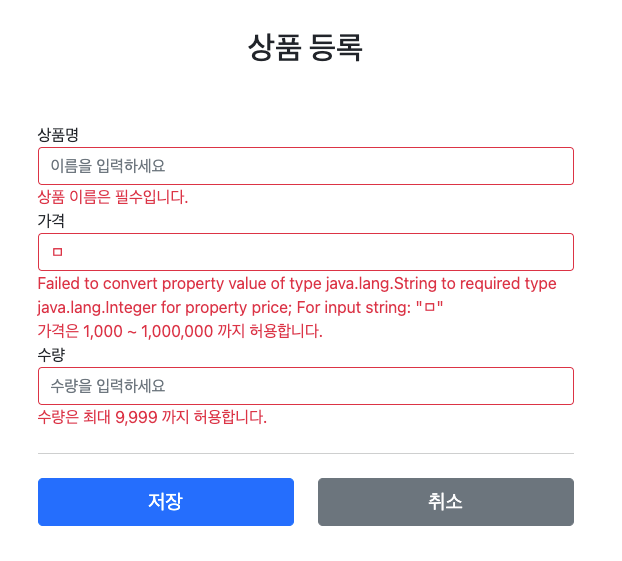 상품 등록
상품명
이름을 입력하세요
상품 이름은 필수입니다.
가격
ㅁ
Failed to convert property value of type java.lang.String to required type
java.lang.Integer for property price; For input string: "ㅁ"
가격은 1,000 ~ 1,000,000 까지 허용합니다.
수량
수량을 입력하세요
수량은 최대 9,999 까지 허용합니다.
저장 취소